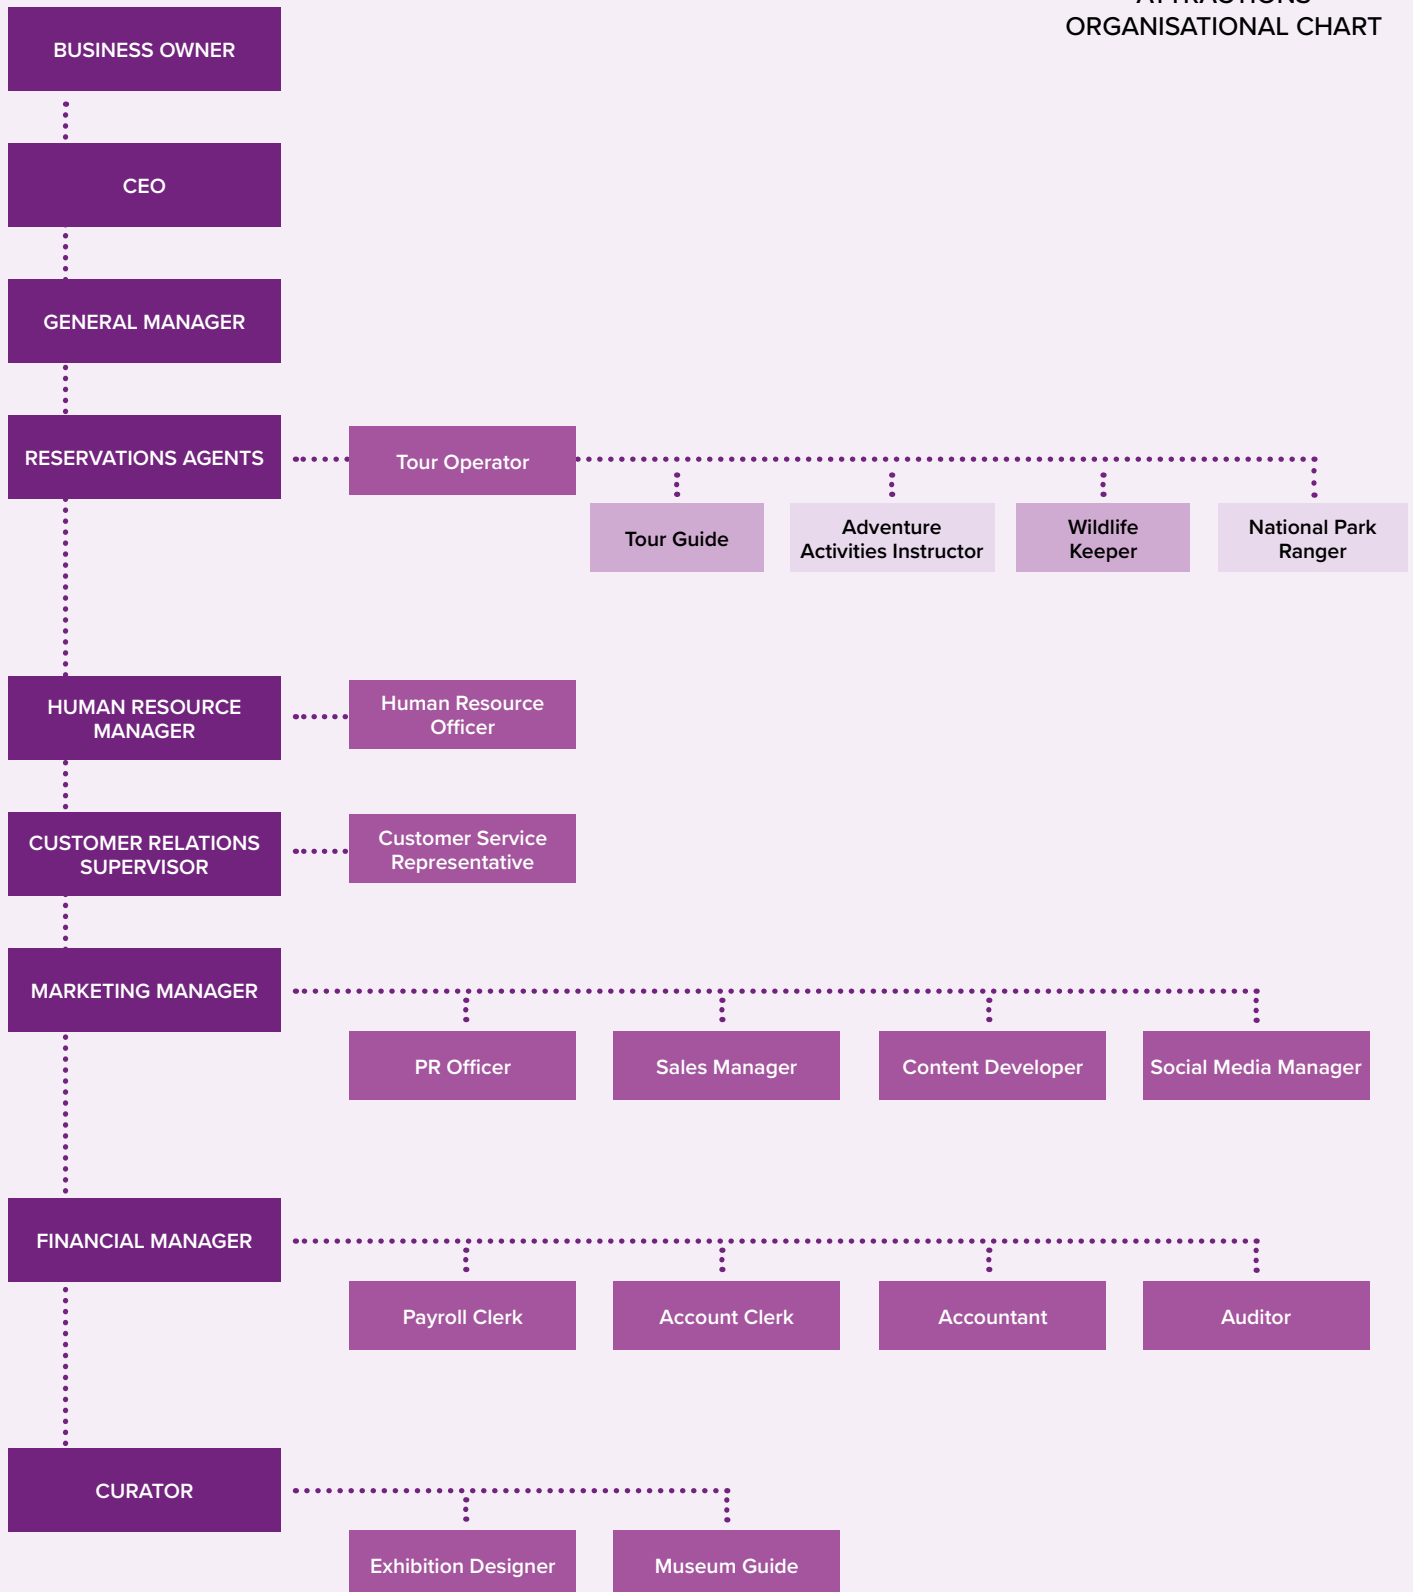 ATTRACTIONS
ORGANISATIONAL CHART
BUSINESS OWNER
CEO
GENERAL MANAGER
RESERVATIONS AGENTS
Tour Operator
Tour Guide
Adventure
Activities Instructor
Wildlife
Keeper
National Park
Ranger
HUMAN RESOURCE
MANAGER
Human Resource
Officer
CUSTOMER RELATIONS
SUPERVISOR
Customer Service
Representative
MARKETING MANAGER
PR Officer
Sales Manager
Content Developer
Social Media Manager
FINANCIAL MANAGER
Payroll Clerk
Account Clerk
Accountant
Auditor
CURATOR
Exhibition Designer
Museum Guide